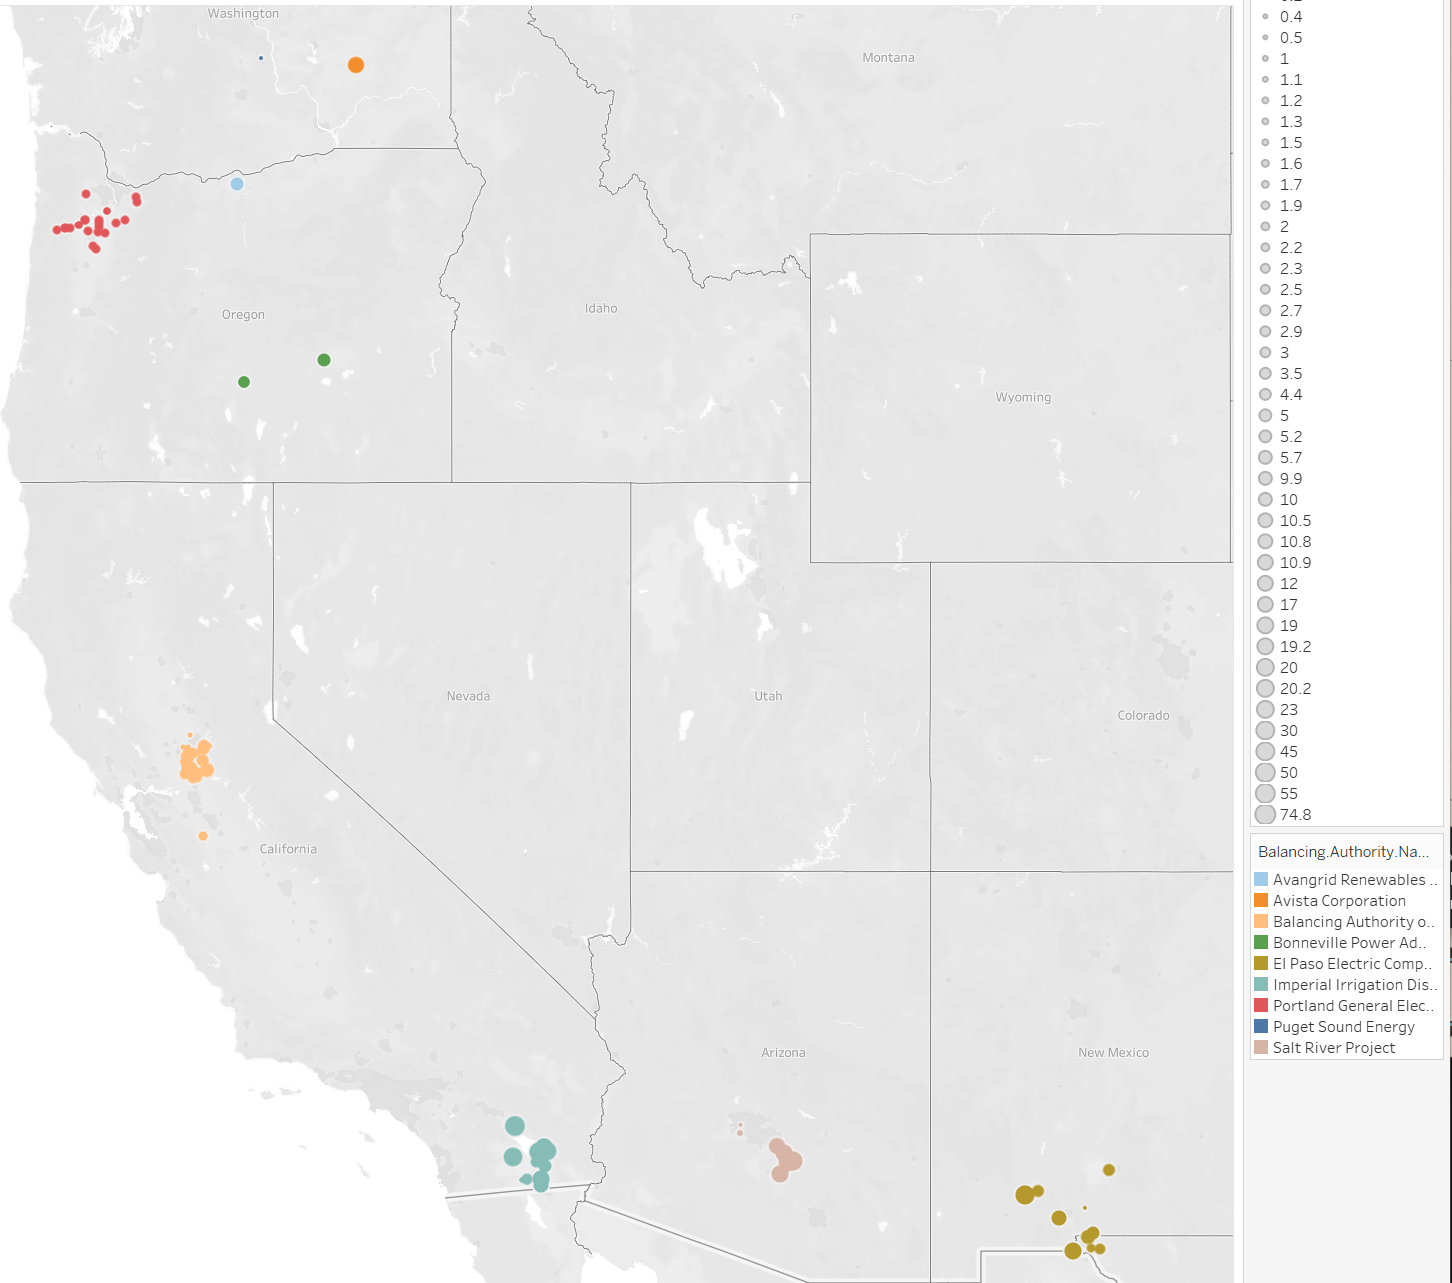 Washington
Montana
Oregon
Idaho
Wyoming
Nevada
Utah
Colorado
California
Arizona
New Mexico
0.4
0.5
1
1.1
1.2
1.3
1.5
1.6
1.7
1.9
2
2.2
2.3
2.5
2.7
2.9
3
3.5
4.4
5
5.2
5.7
9.9
10
10.5
10.8
10.9
12
17
19
19.2
20
20.2
23
30
45
50
55
74.8
Balancing.Authority.Na...
Avangrid Renewables ..
Avista Corporation
Balancing Authority o..
Bonneville Power Ad..
El Paso Electric Comp..
Imperial Irrigation Dis..
Portland General Elec..
Puget Sound Energy
Salt River Project